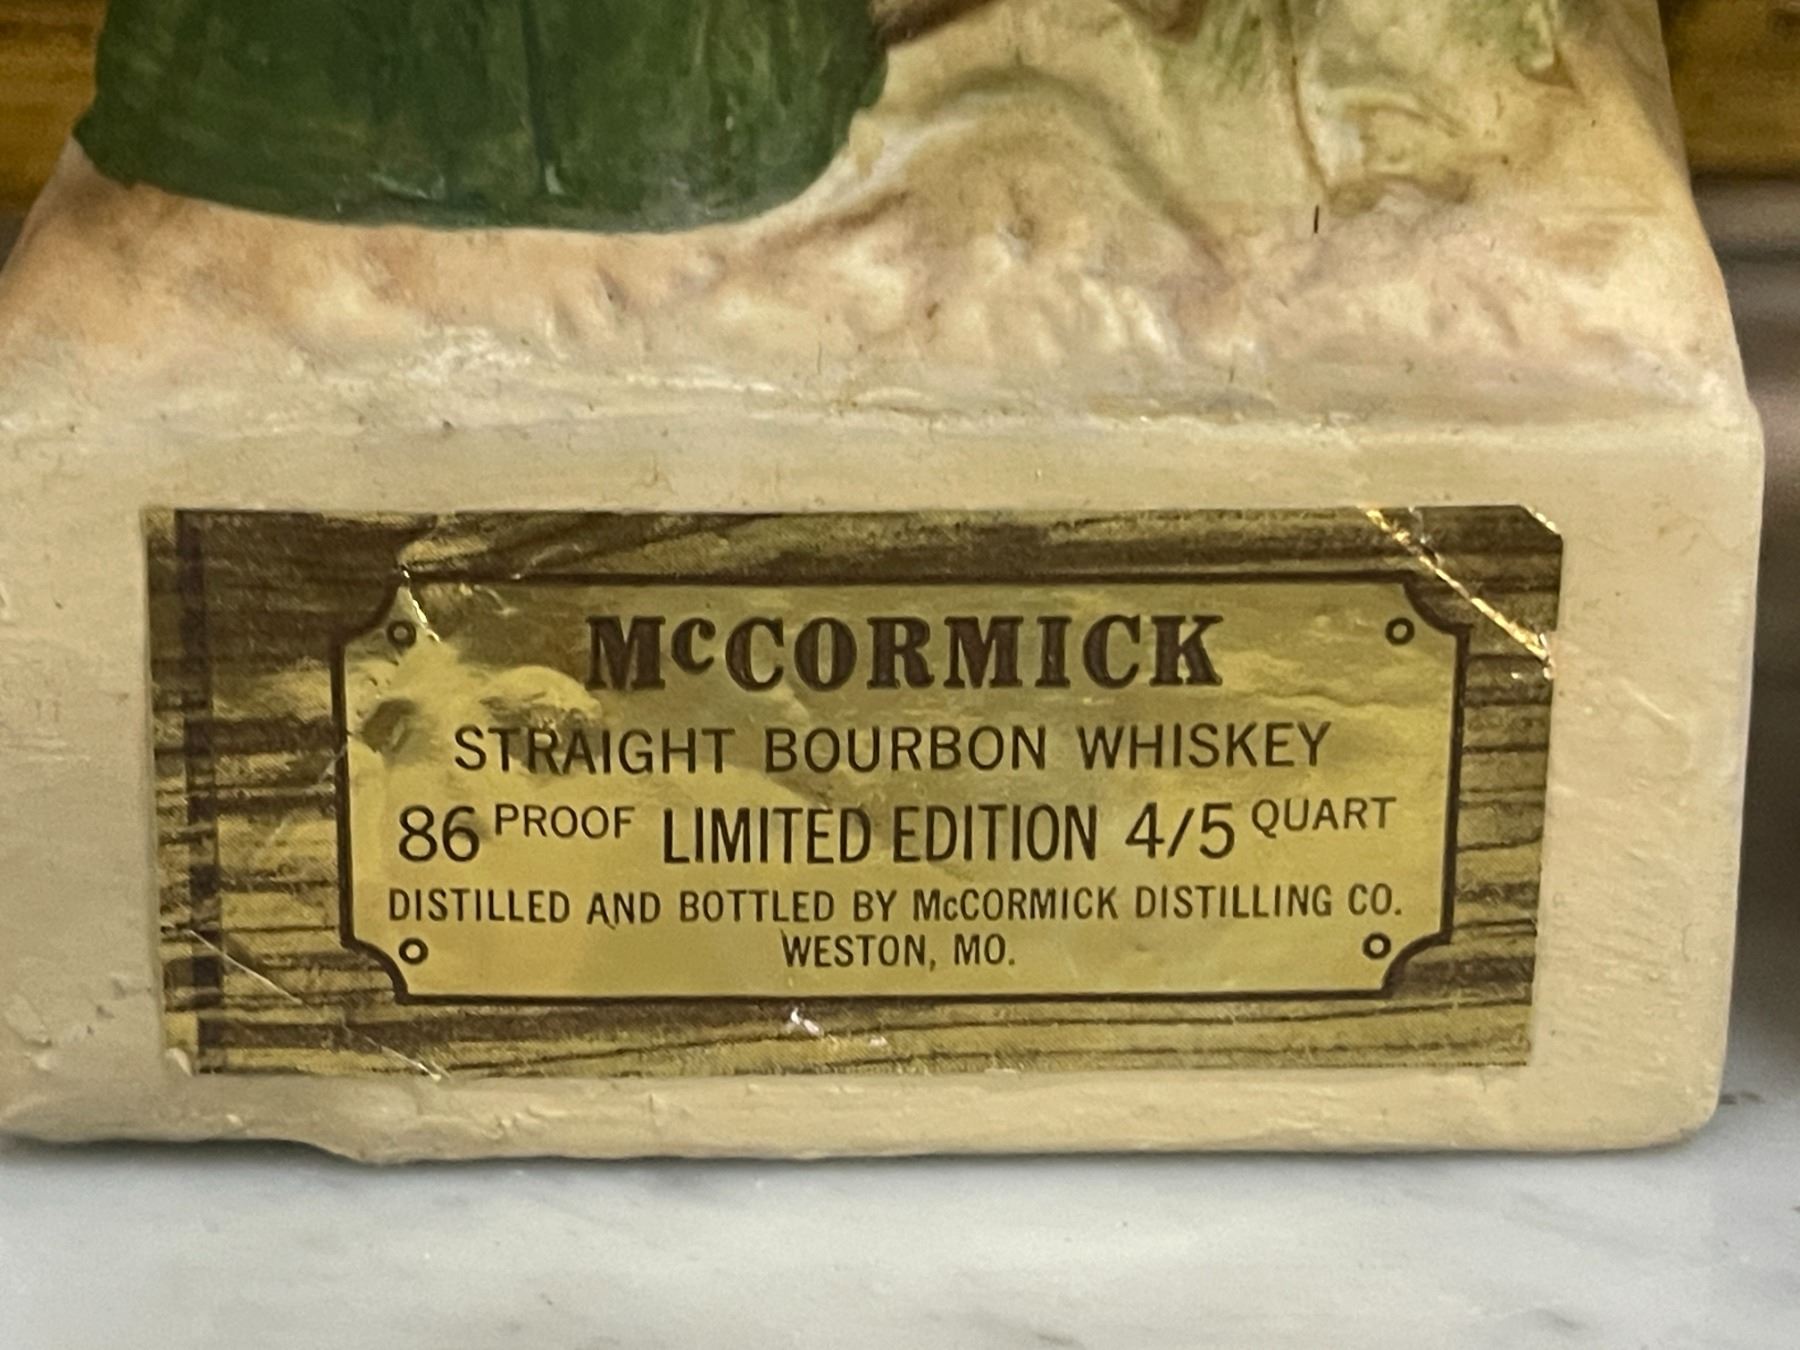 McCORMICK
STRAIGHT BOURBON WHISKEY
86 PROOF LIMITED EDITION 4/5 QUART
DISTILLED AND BOTTLED BY McCORMICK DISTILLING CO.
WESTON, MO.